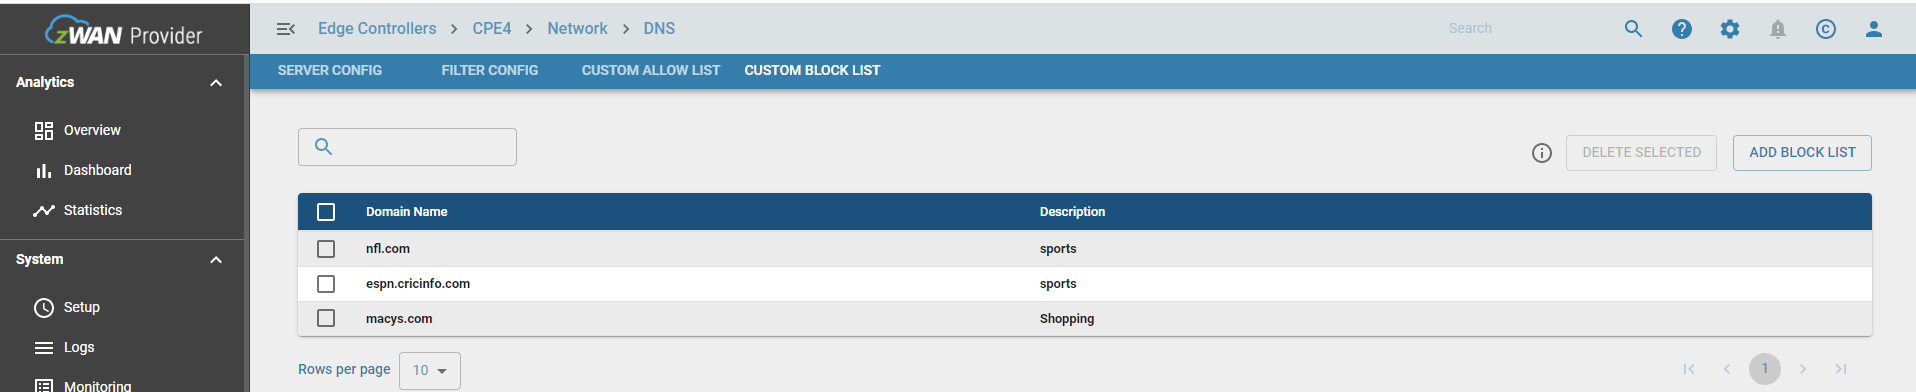 zWAN Provider
Edge Controllers > CPE4 > Network > DNS
Search
SERVER CONFIG FILTER CONFIG CUSTOM ALLOW LIST CUSTOM BLOCK LIST
Analytics
Overview
Dashboard
Statistics
System
Setup
Logs
Monitoring
DELETE SELECTED ADD BLOCK LIST
Domain Name Description
nfl.com sports
espn.cricinfo.com sports
macys.com Shopping
Rows per page 10
1